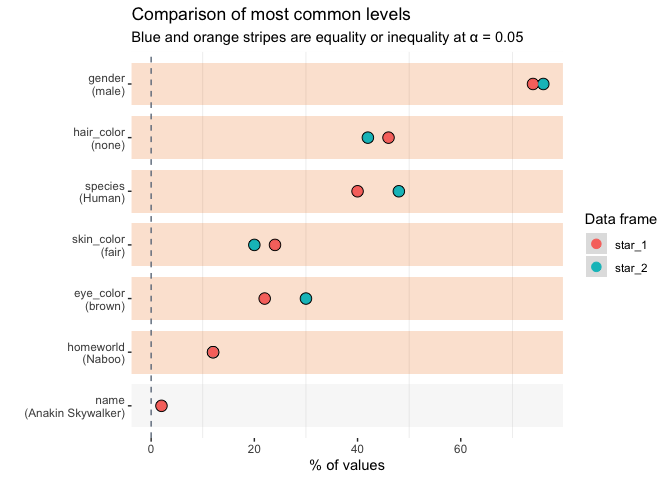 Comparison of most common levels
Blue and orange stripes are equality or inequality at α = 0.05
gender
(male)
hair_color
(none)
species
(Human)
skin_color
(fair)
eye_color
(brown)
homeworld
(Naboo)
name
(Anakin Skywalker)
0 20 40 60
% of values
Data frame
star_1
star_2